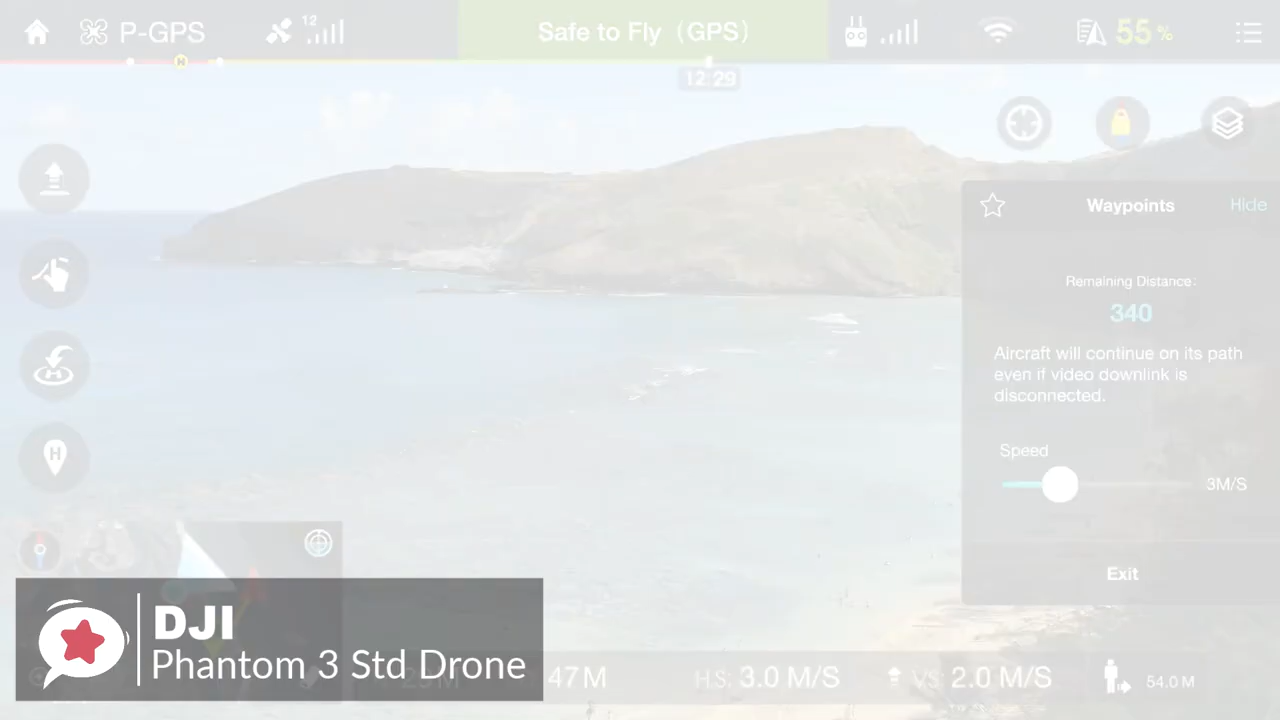 P-GPS
12
Safe to Fly (GPS)
55 %
H
12:29
Waypoints
Hide
Remaining Distance:
340
Aircraft will continue on its path
even if video downlink is
disconnected.
H
Speed
3M/S
Exit
DJI
Phantom 3 Std Drone
47M
H.S: 3.0 M/S
VS: 2.0 M/S
54.0 M